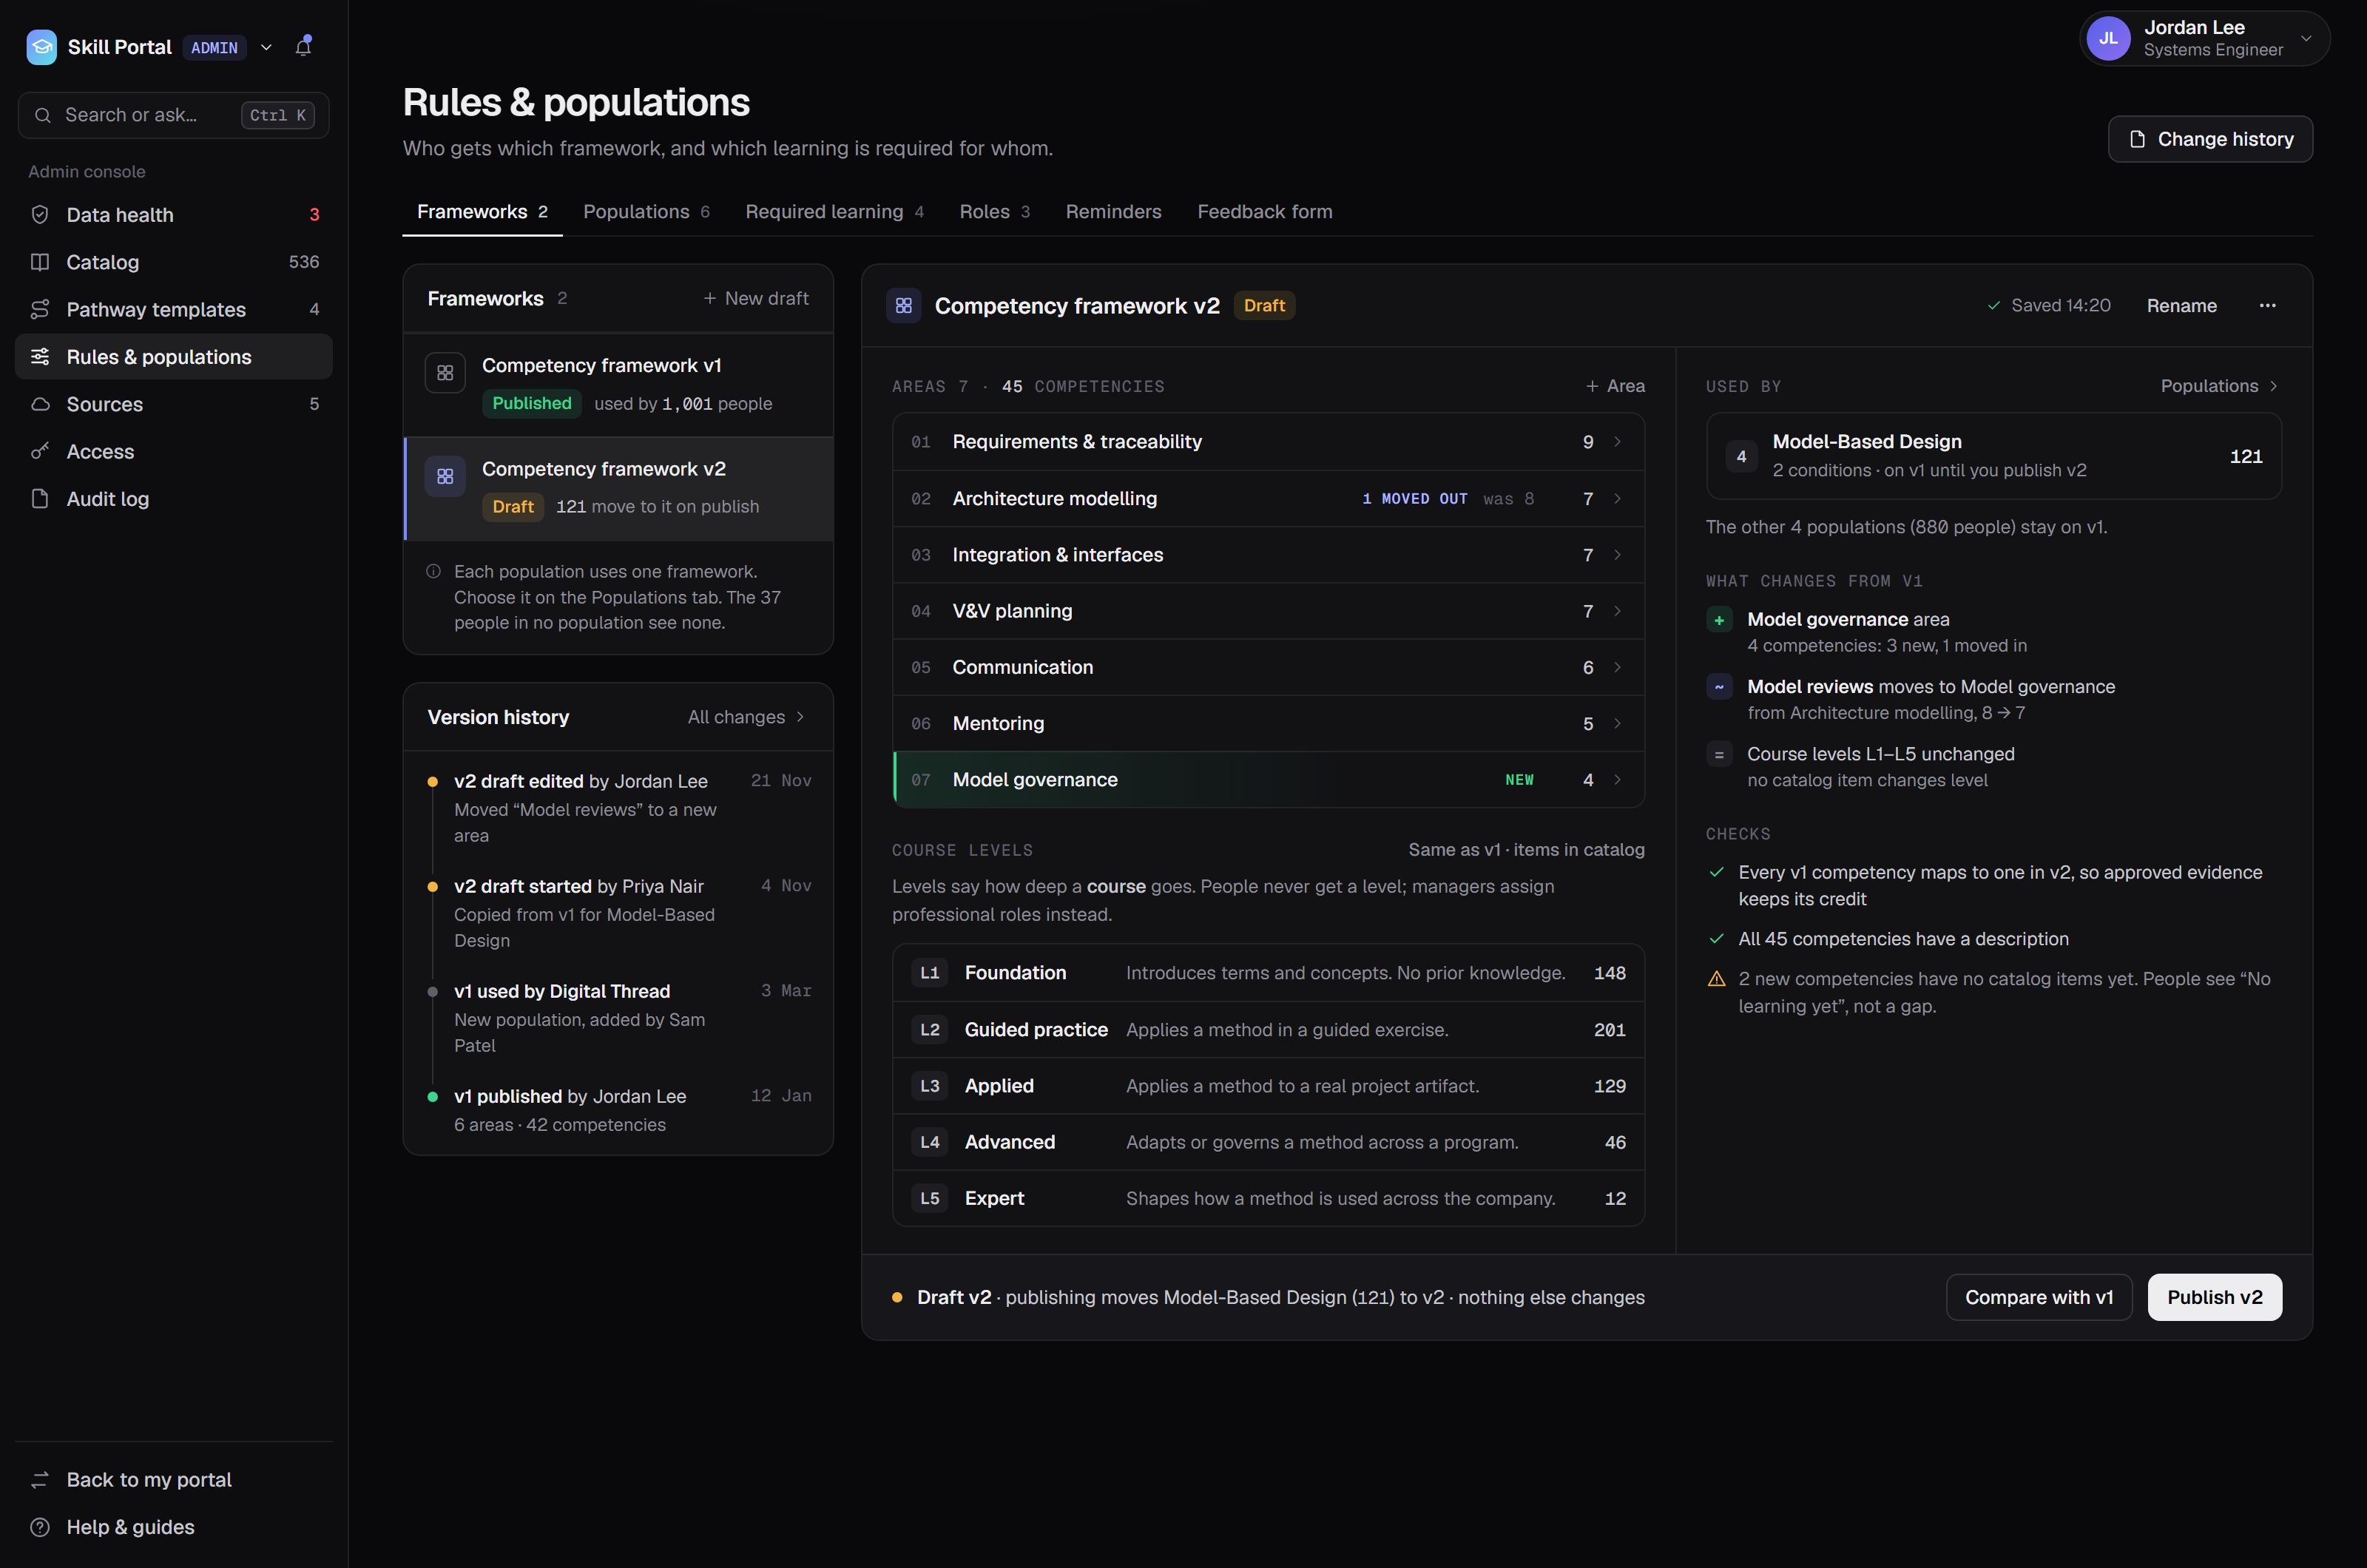 Skill Portal ADMIN
Search or ask... Ctrl K
Admin console
Data health 3
Catalog 536
Pathway templates 4
Rules & populations
Sources 5
Access
Audit log
Back to my portal
Help & guides
JL Jordan Lee
Systems Engineer
Rules & populations
Who gets which framework, and which learning is required for whom.
Change history
Frameworks 2 Populations 6 Required learning 4 Roles 3 Reminders Feedback form
Frameworks 2 + New draft
Competency framework v1
Published used by 1,001 people
Competency framework v2
Draft 121 move to it on publish
Each population uses one framework.
Choose it on the Populations tab. The 37
people in no population see none.
Version history All changes
v2 draft edited by Jordan Lee 21 Nov
Moved “Model reviews” to a new
area
v2 draft started by Priya Nair 4 Nov
Copied from v1 for Model-Based
Design
v1 used by Digital Thread 3 Mar
New population, added by Sam
Patel
v1 published by Jordan Lee 12 Jan
6 areas · 42 competencies
Competency framework v2 Draft Saved 14:20 Rename ···
AREAS 7 · 45 COMPETENCIES + Area
01 Requirements & traceability 9
02 Architecture modelling 1 MOVED OUT was 8 7
03 Integration & interfaces 7
04 V&V planning 7
05 Communication 6
06 Mentoring 5
07 Model governance NEW 4
COURSE LEVELS Same as v1 · items in catalog
Levels say how deep a course goes. People never get a level; managers assign
professional roles instead.
L1 Foundation Introduces terms and concepts. No prior knowledge. 148
L2 Guided practice Applies a method in a guided exercise. 201
L3 Applied Applies a method to a real project artifact. 129
L4 Advanced Adapts or governs a method across a program. 46
L5 Expert Shapes how a method is used across the company. 12
USED BY Populations
4 Model-Based Design 121
2 conditions · on v1 until you publish v2
The other 4 populations (880 people) stay on v1.
WHAT CHANGES FROM V1
+ Model governance area
4 competencies: 3 new, 1 moved in
~ Model reviews moves to Model governance
from Architecture modelling, 8 → 7
= Course levels L1–L5 unchanged
no catalog item changes level
CHECKS
Every v1 competency maps to one in v2, so approved evidence
keeps its credit
All 45 competencies have a description
2 new competencies have no catalog items yet. People see “No
learning yet”, not a gap.
Draft v2 · publishing moves Model-Based Design (121) to v2 · nothing else changes
Compare with v1 Publish v2